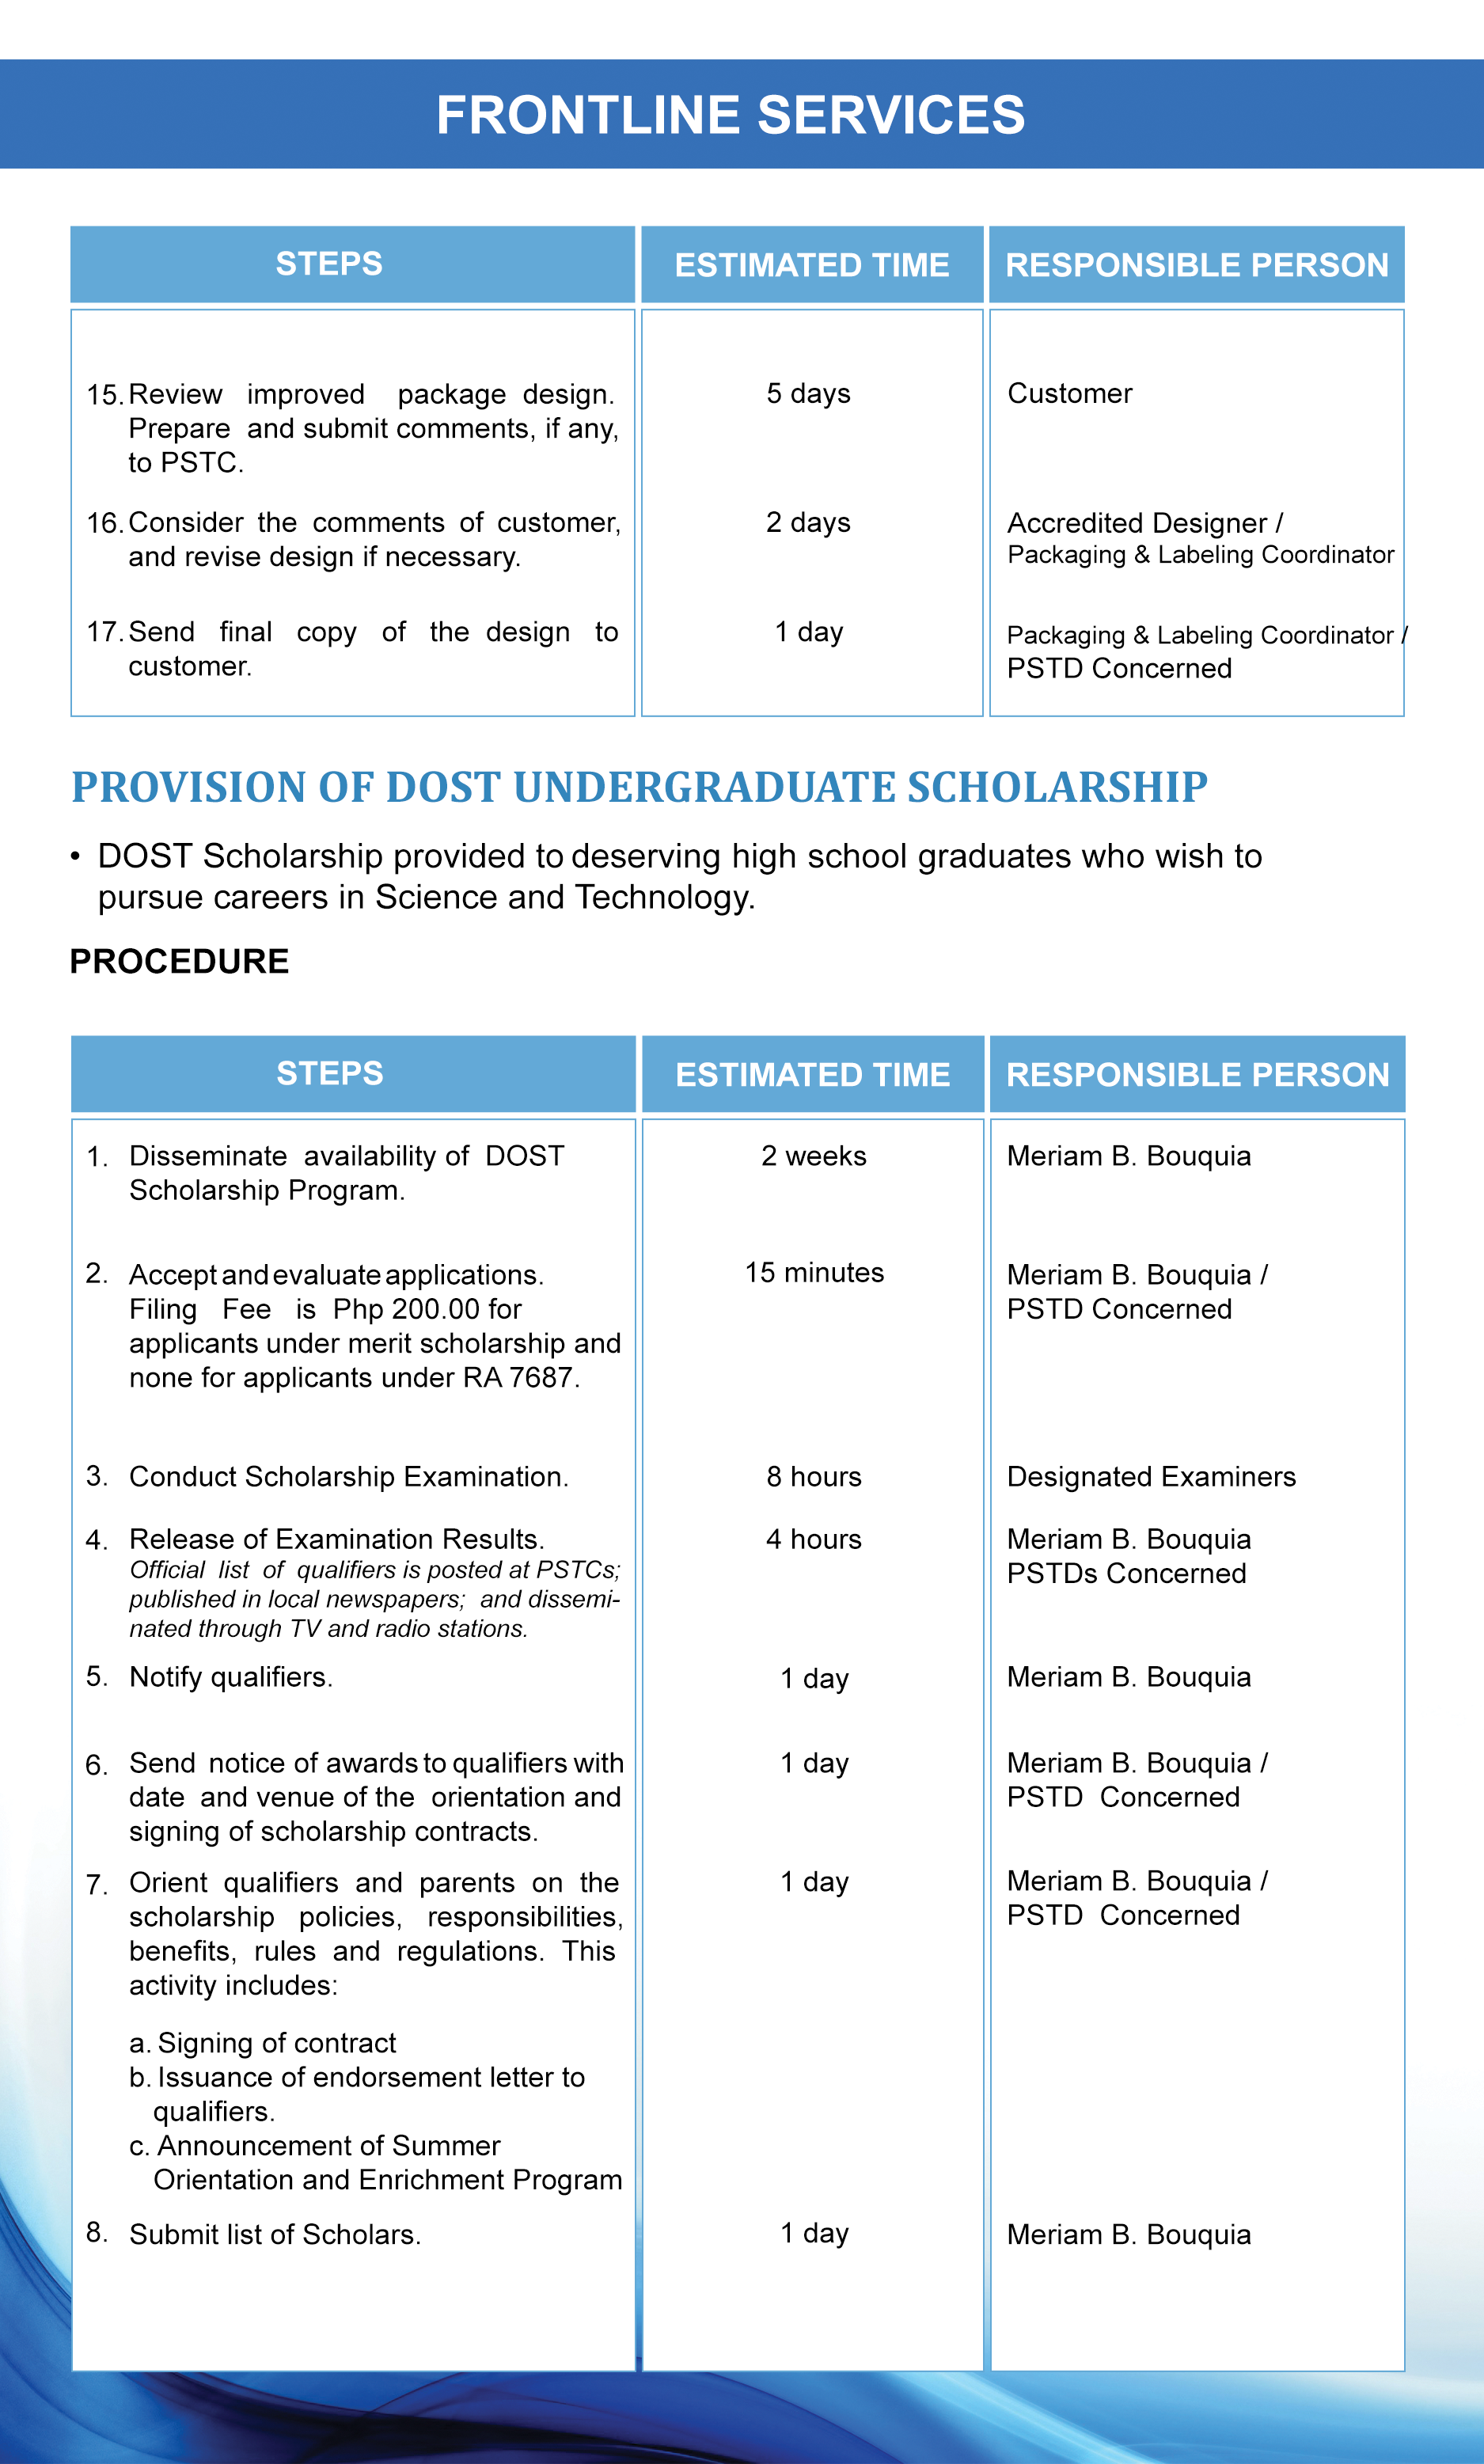 FRONTLINE SERVICES
STEPS
ESTIMATED TIME
RESPONSIBLE PERSON
15. Review improved package design.
Prepare and submit comments, if any,
to PSTC.
5 days
Customer
16. Consider the comments of customer,
and revise design if necessary.
2 days
Accredited Designer /
Packaging & Labeling Coordinator
17. Send final copy of the design to
customer.
1 day
Packaging & Labeling Coordinator /
PSTD Concerned
PROVISION OF DOST UNDERGRADUATE SCHOLARSHIP
• DOST Scholarship provided to deserving high school graduates who wish to
pursue careers in Science and Technology.
PROCEDURE
STEPS
ESTIMATED TIME
RESPONSIBLE PERSON
1. Disseminate availability of DOST
Scholarship Program.
2 weeks
Meriam B. Bouquia
2. Accept and evaluate applications.
Filing Fee is Php 200.00 for
applicants under merit scholarship and
none for applicants under RA 7687.
15 minutes
Meriam B. Bouquia /
PSTD Concerned
3. Conduct Scholarship Examination.
8 hours
Designated Examiners
4. Release of Examination Results.
Official list of qualifiers is posted at PSTCs;
published in local newspapers; and dissemi-
nated through TV and radio stations.
4 hours
Meriam B. Bouquia
PSTDs Concerned
5. Notify qualifiers.
1 day
Meriam B. Bouquia
6. Send notice of awards to qualifiers with
date and venue of the orientation and
signing of scholarship contracts.
1 day
Meriam B. Bouquia /
PSTD Concerned
7. Orient qualifiers and parents on the
scholarship policies, responsibilities,
benefits, rules and regulations. This
activity includes:
a. Signing of contract
b. Issuance of endorsement letter to
qualifiers.
c. Announcement of Summer
Orientation and Enrichment Program
1 day
Meriam B. Bouquia /
PSTD Concerned
8. Submit list of Scholars.
1 day
Meriam B. Bouquia